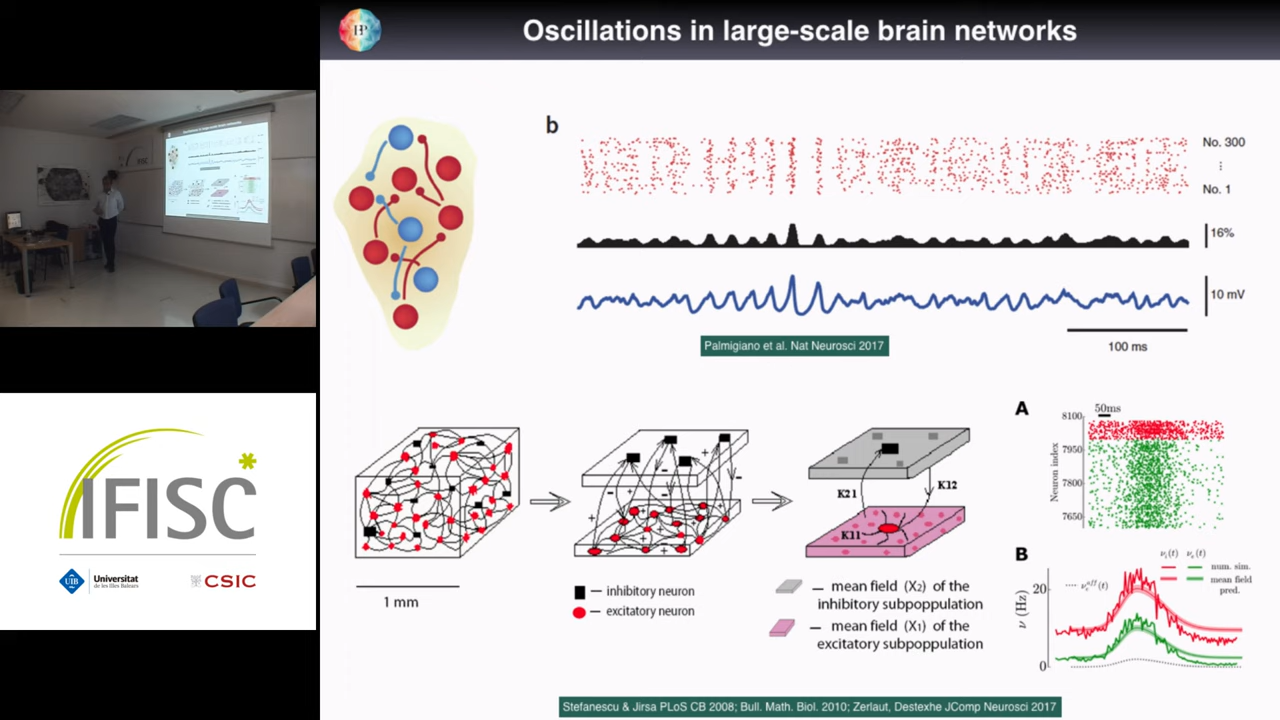 Oscillations in large-scale brain networks
b
No. 300
⋮
No. 1
16%
10 mV
100 ms
Palmigiano et al. Nat Neurosci 2017
1 mm
inhibitory neuron
excitatory neuron
K21
K12
K11
mean field (X2) of the
inhibitory subpoppulation
mean field (X1) of the
excitatory subpoppulation
A
50ms
8100
7950
7800
7650
Neuron index
B
νi(t) νe(t)
num. sim.
mean field
pred.
νe^aff(t)
20
0
ν (Hz)
Stefanescu & Jirsa PLoS CB 2008; Bull. Math. Biol. 2010; Zerlaut, Destexhe JComp Neurosci 2017
IFISC
UIB
Universitat
de les Illes Balears
CSIC